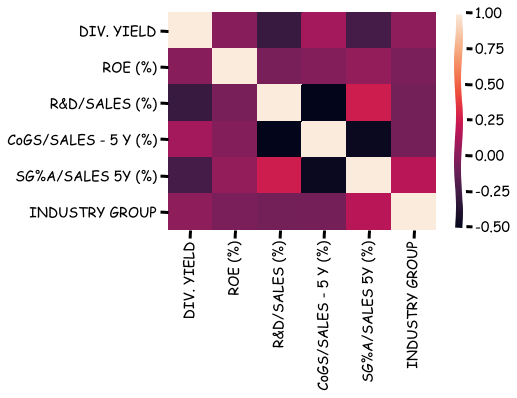 DIV. YIELD
ROE (%)
R&D/SALES (%)
CoGS/SALES - 5 Y (%)
SG%A/SALES 5Y (%)
INDUSTRY GROUP
1.00
0.75
0.50
0.25
0.00
-0.25
-0.50
DIV. YIELD
ROE (%)
R&D/SALES (%)
CoGS/SALES - 5 Y (%)
SG%A/SALES 5Y (%)
INDUSTRY GROUP